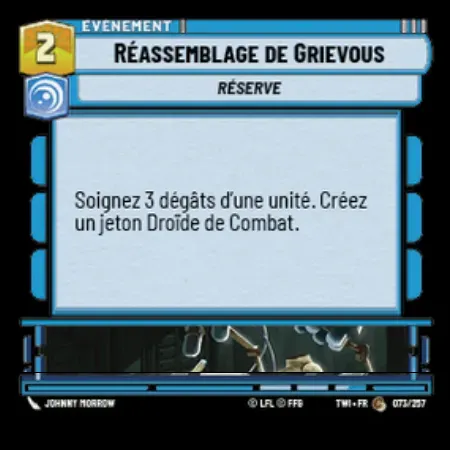 ÉVÉNEMENT
2
RÉASSEMBLAGE DE GRIEVOUS
RÉSERVE
Soignez 3 dégâts d'une unité. Créez
un jeton Droïde de Combat.
JOHNNY MORROW
© LFL © FFG
TWI • FR
073/257